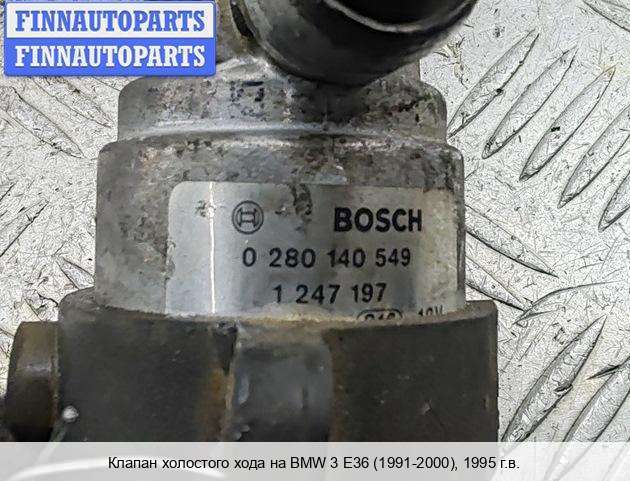 FINNAUTOPARTS
FINNAUTOPARTS
BOSCH
0 280 140 549
1 247 197
Клапан холостого хода на BMW 3 E36 (1991-2000), 1995 г.в.